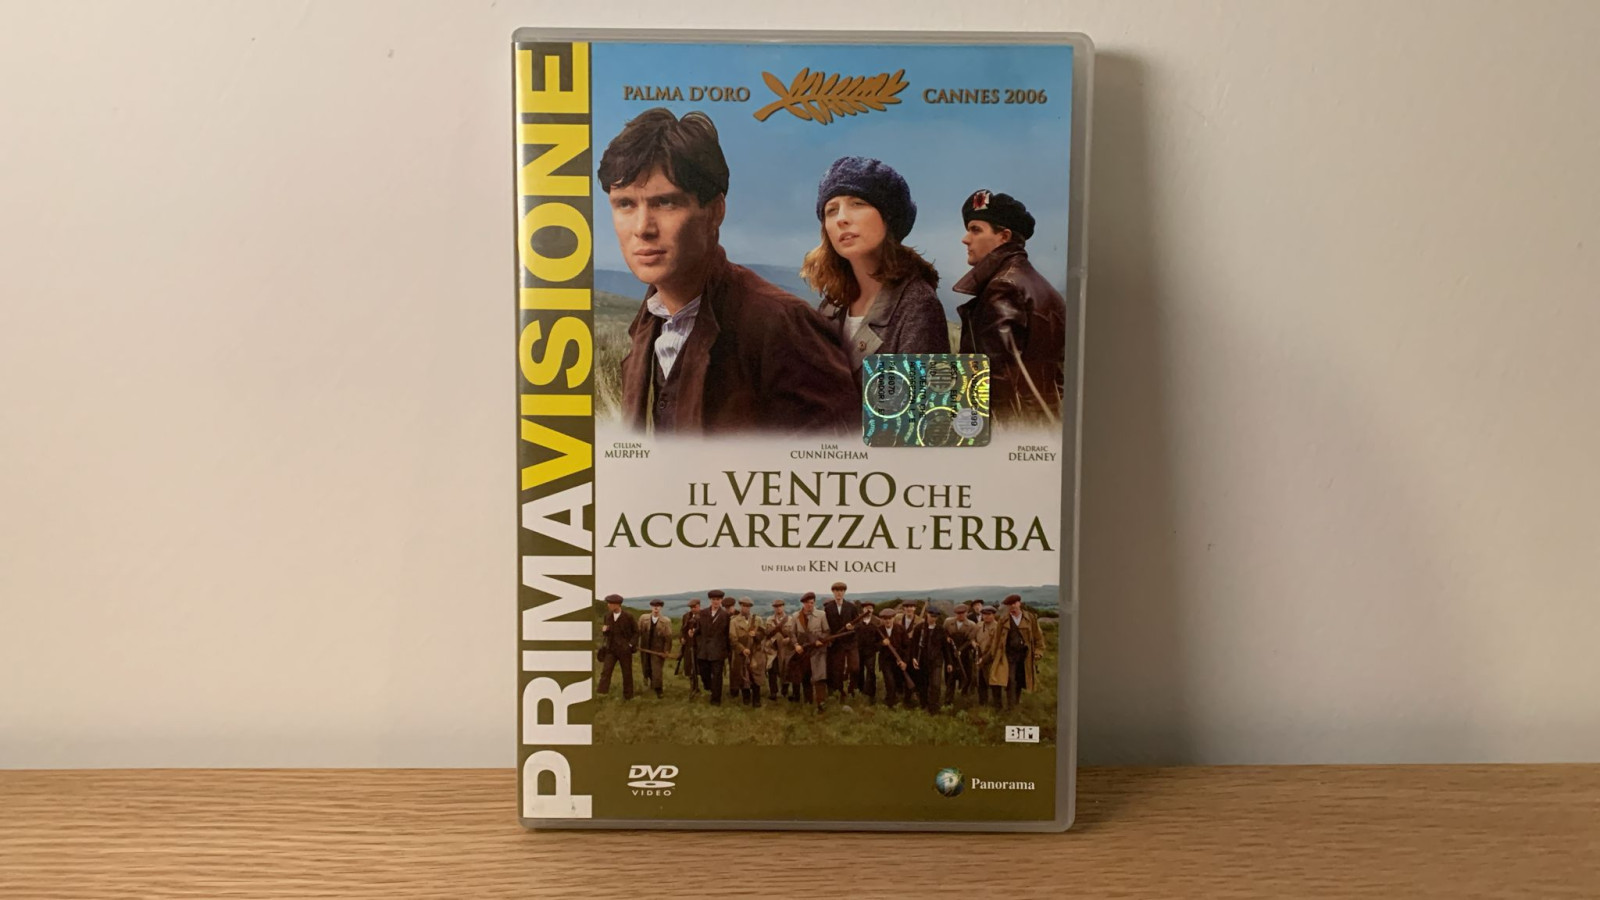 PRIMAVISIONE
PALMA D'ORO CANNES 2006
CILLIAN MURPHY
LIAM CUNNINGHAM
PADRAIC DELANEY
IL VENTO CHE
ACCAREZZA L'ERBA
UN FILM DI KEN LOACH
BiM
DVD
VIDEO
Panorama